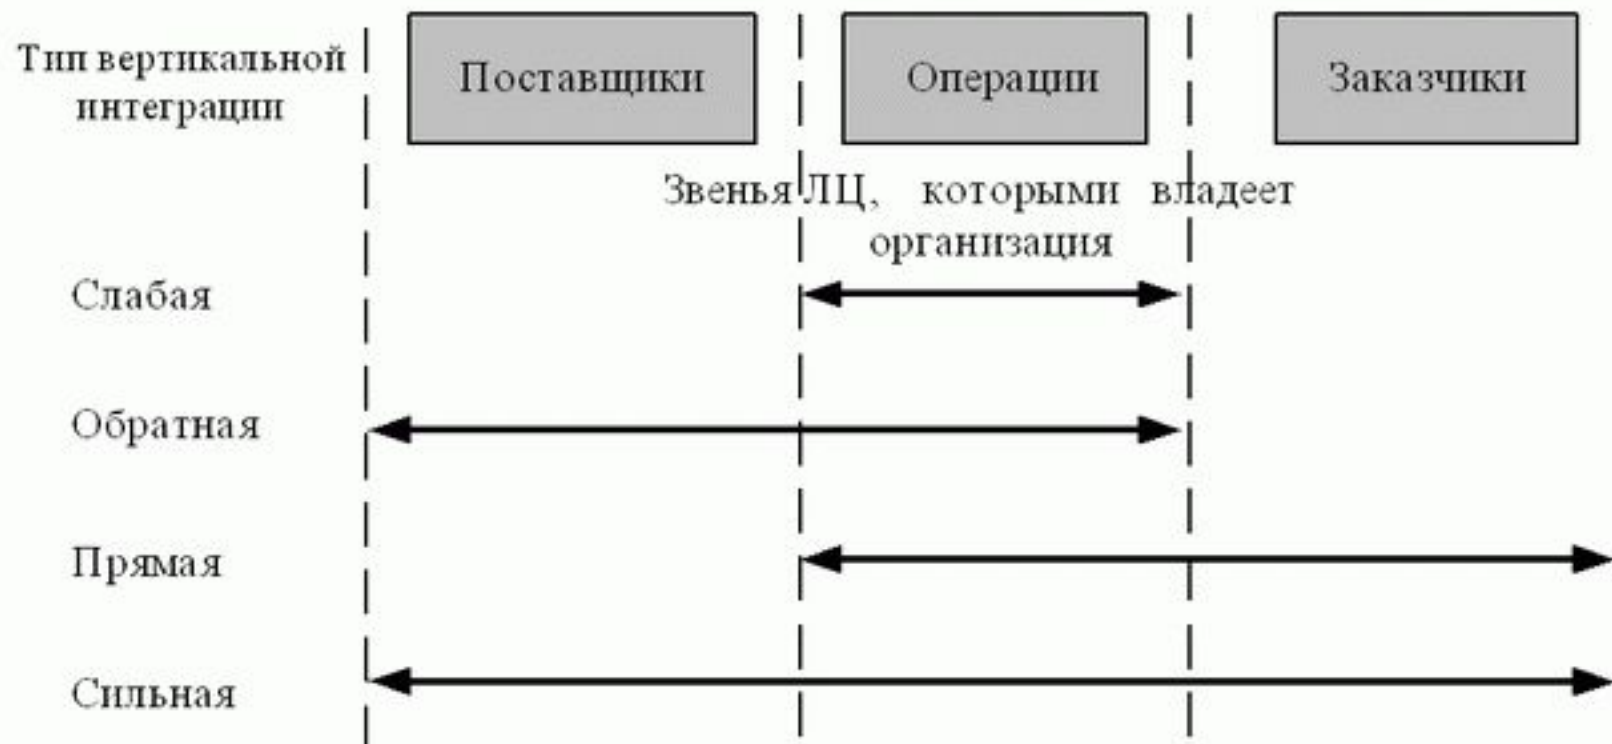 Тип вертикальной
интеграции
Поставщики
Операции
Заказчики
Звенья ЛЦ, которыми владеет
организация
Слабая
Обратная
Прямая
Сильная